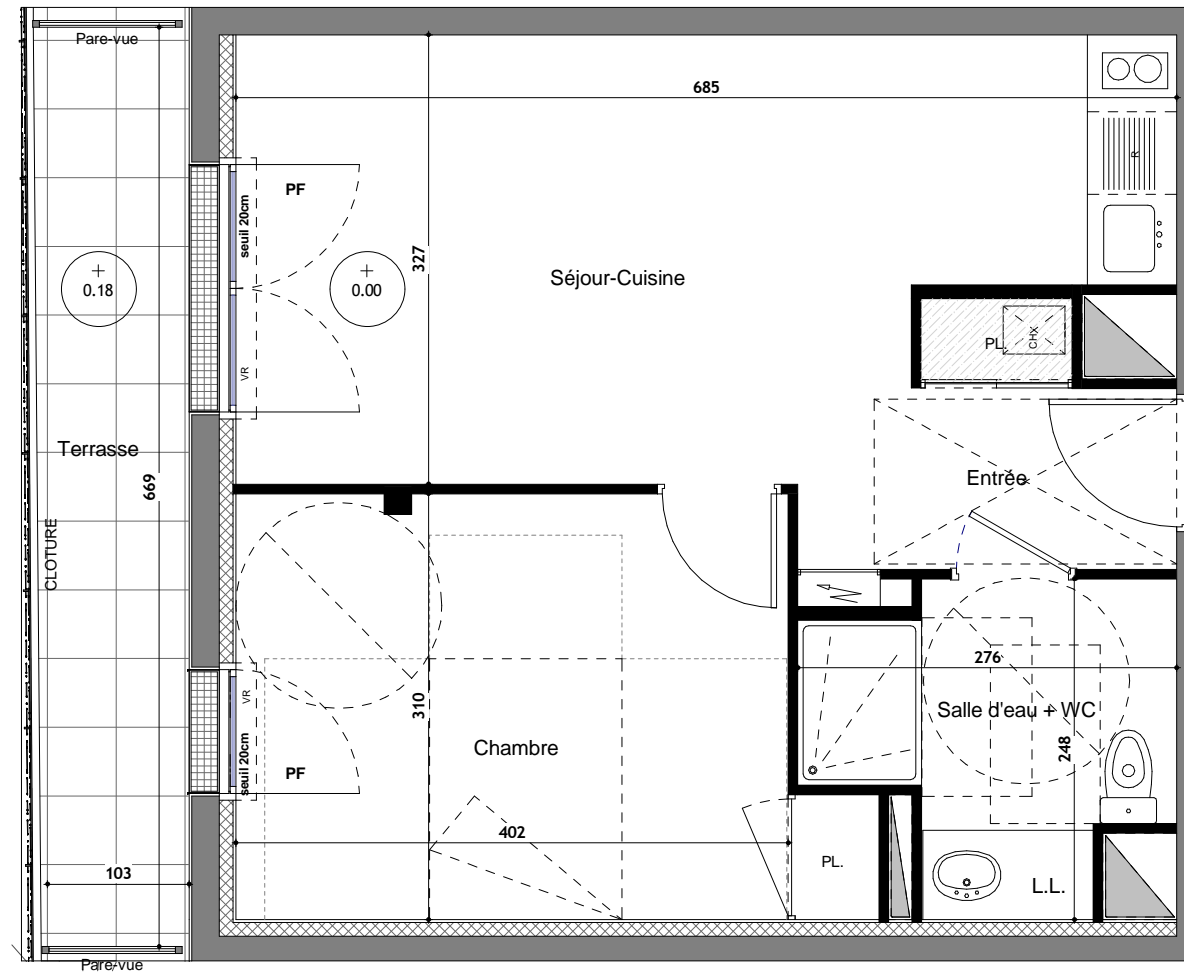 Pare-vue
685
R
PF
seuil 20cm
327
0.18
0.00
Séjour-Cuisine
PL.
CHX
VR
Terrasse
669
Entrée
CLOTURE
276
VR
310
Salle d'eau + WC
248
Chambre
seuil 20cm
PF
402
PL.
103
L.L.
Pare-vue